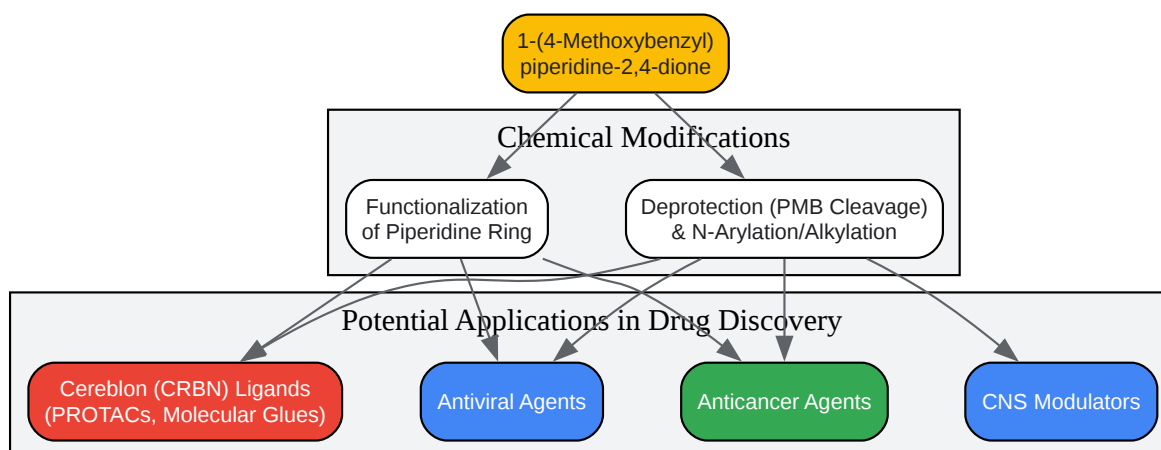 1-(4-Methoxybenzyl)
piperidine-2,4-dione
Chemical Modifications
Functionalization
of Piperidine Ring
Deprotection (PMB Cleavage)
& N-Arylation/Alkylation
Potential Applications in Drug Discovery
Cereblon (CRBN) Ligands
(PROTACs, Molecular Glues)
Antiviral Agents
Anticancer Agents
CNS Modulators